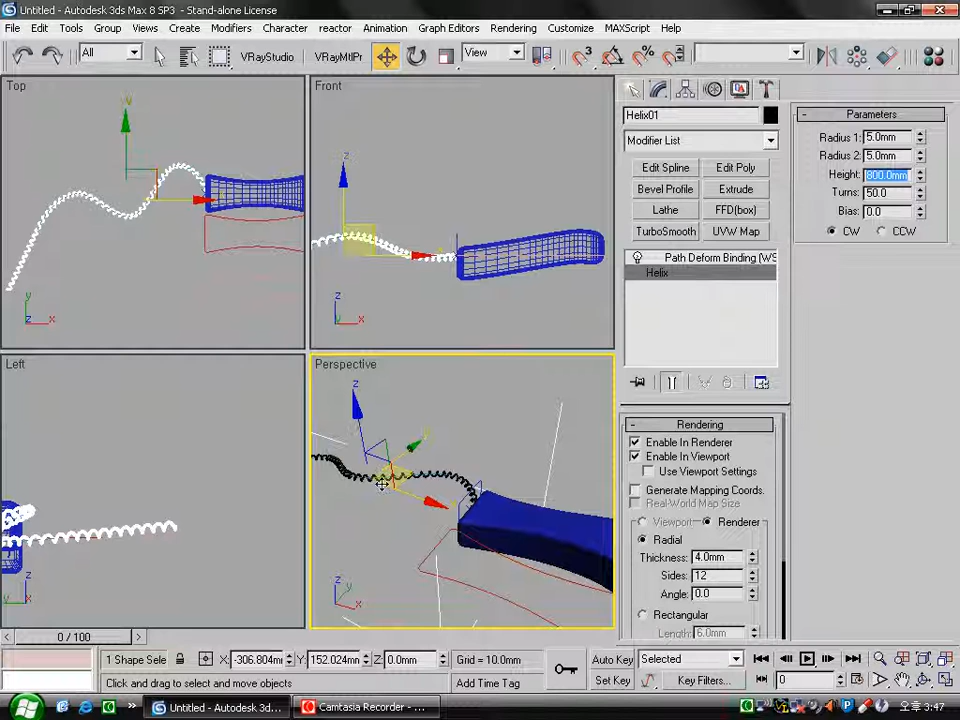 Untitled - Autodesk 3ds Max 8 SP3 - Stand-alone License
File Edit Tools Group Views Create Modifiers Character reactor Animation Graph Editors Rendering Customize MAXScript Help
All VRayStudio VRayMtlPr View
Top
Front
Left
Perspective
Helix01
Modifier List
Edit Spline Edit Poly
Bevel Profile Extrude
Lathe FFD(box)
TurboSmooth UVW Map
Path Deform Binding (WS
Helix
Parameters
Radius 1: 5.0mm
Radius 2: 5.0mm
Height: 800.0mm
Turns: 50.0
Bias: 0.0
CW CCW
Rendering
Enable In Renderer
Enable In Viewport
Use Viewport Settings
Generate Mapping Coords.
Real-World Map Size
Viewport Renderer
Radial
Thickness: 4.0mm
Sides: 12
Angle: 0.0
Rectangular
Length: 6.0mm
0 / 100
1 Shape Sele X: -306.804mm Y: 152.024mm Z: 0.0mm Grid = 10.0mm Auto Key Selected
Click and drag to select and move objects Add Time Tag Set Key Key Filters... 0
Untitled - Autodesk 3d... Camtasia Recorder - ... 오후 3:47